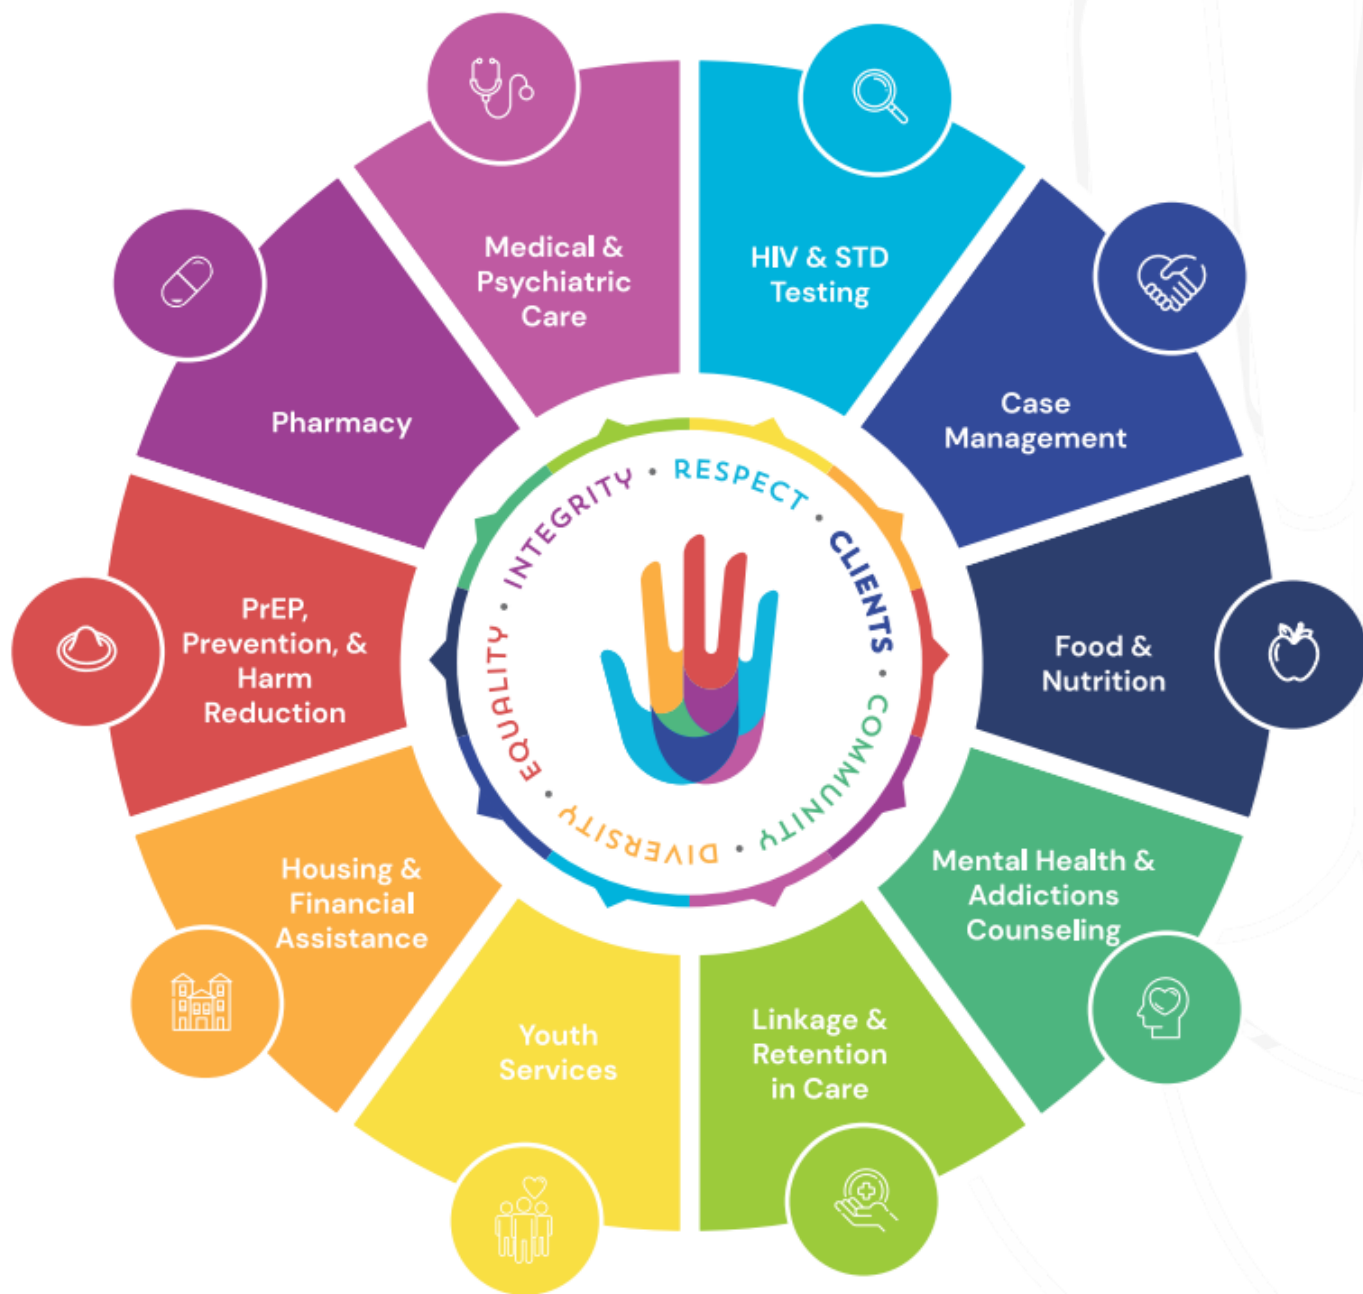 Medical &
Psychiatric
Care
HIV & STD
Testing
Case
Management
Food &
Nutrition
Mental Health &
Addictions
Counseling
Linkage &
Retention
in Care
Youth
Services
Housing &
Financial
Assistance
PrEP,
Prevention, &
Harm
Reduction
Pharmacy
RESPECT • CLIENTS • COMMUNITY • DIVERSITY • EQUALITY • INTEGRITY •